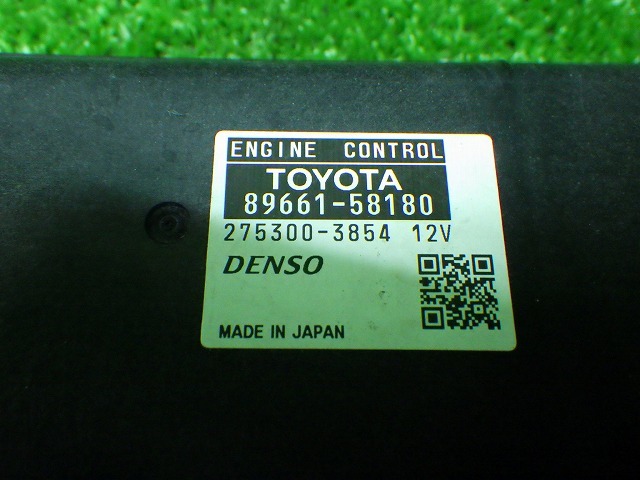 ENGINE CONTROL
TOYOTA
89661-58180
275300-3854 12V
DENSO
MADE IN JAPAN